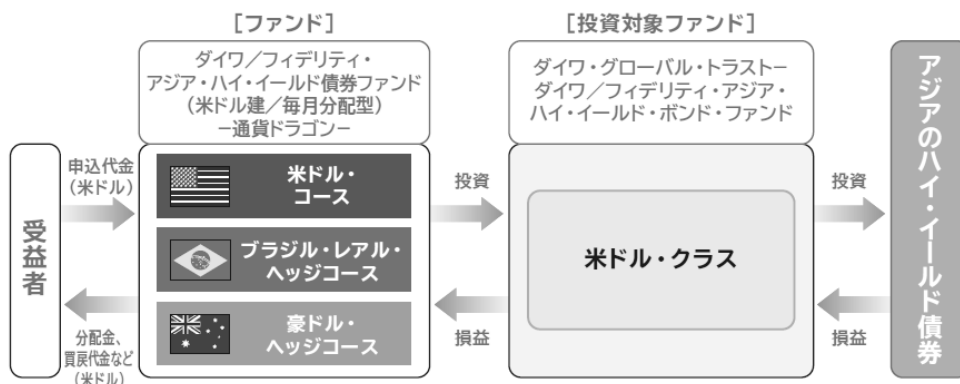 [ファンド]
ダイワ/フィデリティ・
アジア・ハイ・イールド債券ファンド
(米ドル建/毎月分配型)
-通貨ドラゴン-
[投資対象ファンド]
ダイワ・グローバル・トラスト-
ダイワ/フィデリティ・アジア・
ハイ・イールド・ボンド・ファンド
受益者
申込代金
(米ドル)
分配金、
買戻代金など
(米ドル)
米ドル・
コース
ブラジル・レアル・
ヘッジコース
豪ドル・
ヘッジコース
投資
損益
米ドル・クラス
投資
損益
アジアのハイ・イールド債券